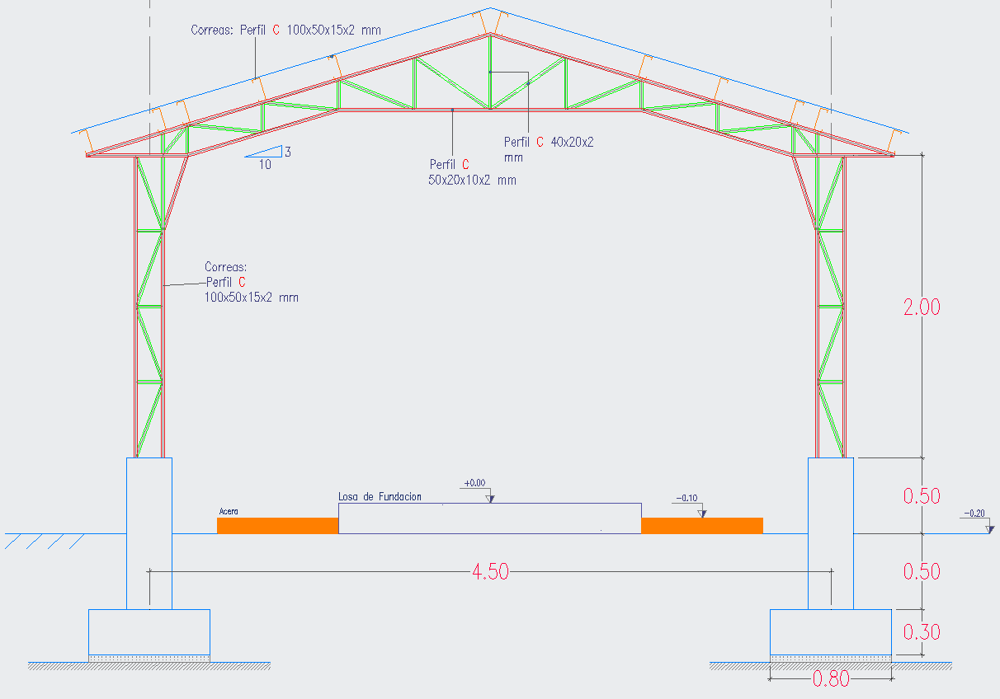 Correas: Perfil C 100x50x15x2 mm
3
10
Perfil C 40x20x2
mm
Perfil C
50x20x10x2 mm
Correas:
Perfil C
100x50x15x2 mm
2.00
+0.00
Losa de Fundacion
-0.10
0.50
Acera
-0.20
4.50
0.50
0.30
0.80